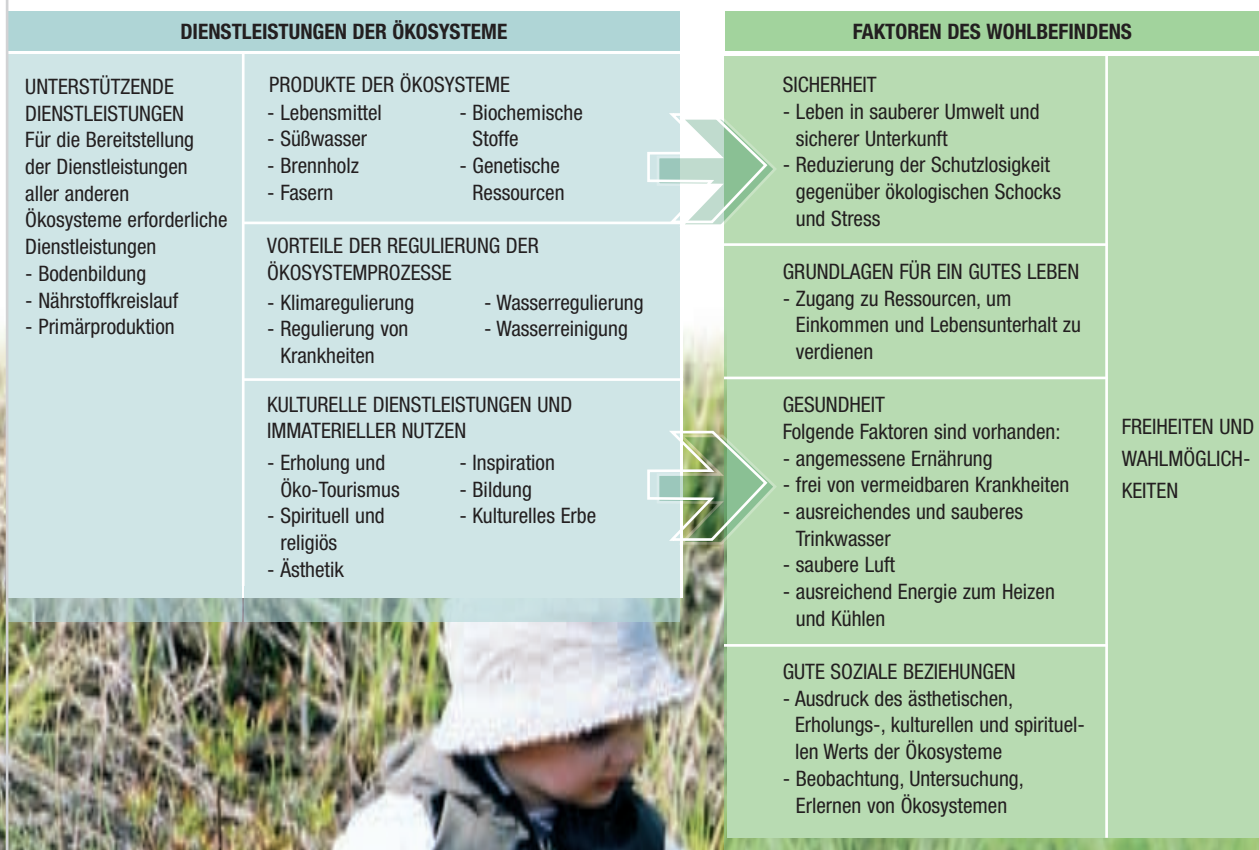 DIENSTLEISTUNGEN DER ÖKOSYSTEME
UNTERSTÜTZENDE
DIENSTLEISTUNGEN
Für die Bereitstellung
der Dienstleistungen
aller anderen
Ökosysteme erforderliche
Dienstleistungen
- Bodenbildung
- Nährstoffkreislauf
- Primärproduktion
PRODUKTE DER ÖKOSYSTEME
- Lebensmittel
- Süßwasser
- Brennholz
- Fasern
- Biochemische
Stoffe
- Genetische
Ressourcen
VORTEILE DER REGULIERUNG DER
ÖKOSYSTEMPROZESSE
- Klimaregulierung
- Regulierung von
Krankheiten
- Wasserregulierung
- Wasserreinigung
KULTURELLE DIENSTLEISTUNGEN UND
IMMATERIELLER NUTZEN
- Erholung und
Öko-Tourismus
- Spirituell und
religiös
- Ästhetik
- Inspiration
- Bildung
- Kulturelles Erbe
FAKTOREN DES WOHLBEFINDENS
SICHERHEIT
- Leben in sauberer Umwelt und
sicherer Unterkunft
- Reduzierung der Schutzlosigkeit
gegenüber ökologischen Schocks
und Stress
GRUNDLAGEN FÜR EIN GUTES LEBEN
- Zugang zu Ressourcen, um
Einkommen und Lebensunterhalt zu
verdienen
GESUNDHEIT
Folgende Faktoren sind vorhanden:
- angemessene Ernährung
- frei von vermeidbaren Krankheiten
- ausreichendes und sauberes
Trinkwasser
- saubere Luft
- ausreichend Energie zum Heizen
und Kühlen
GUTE SOZIALE BEZIEHUNGEN
- Ausdruck des ästhetischen,
Erholungs-, kulturellen und spirituel-
len Werts der Ökosysteme
- Beobachtung, Untersuchung,
Erlernen von Ökosystemen
FREIHEITEN UND
WAHLMÖGLICH-
KEITEN